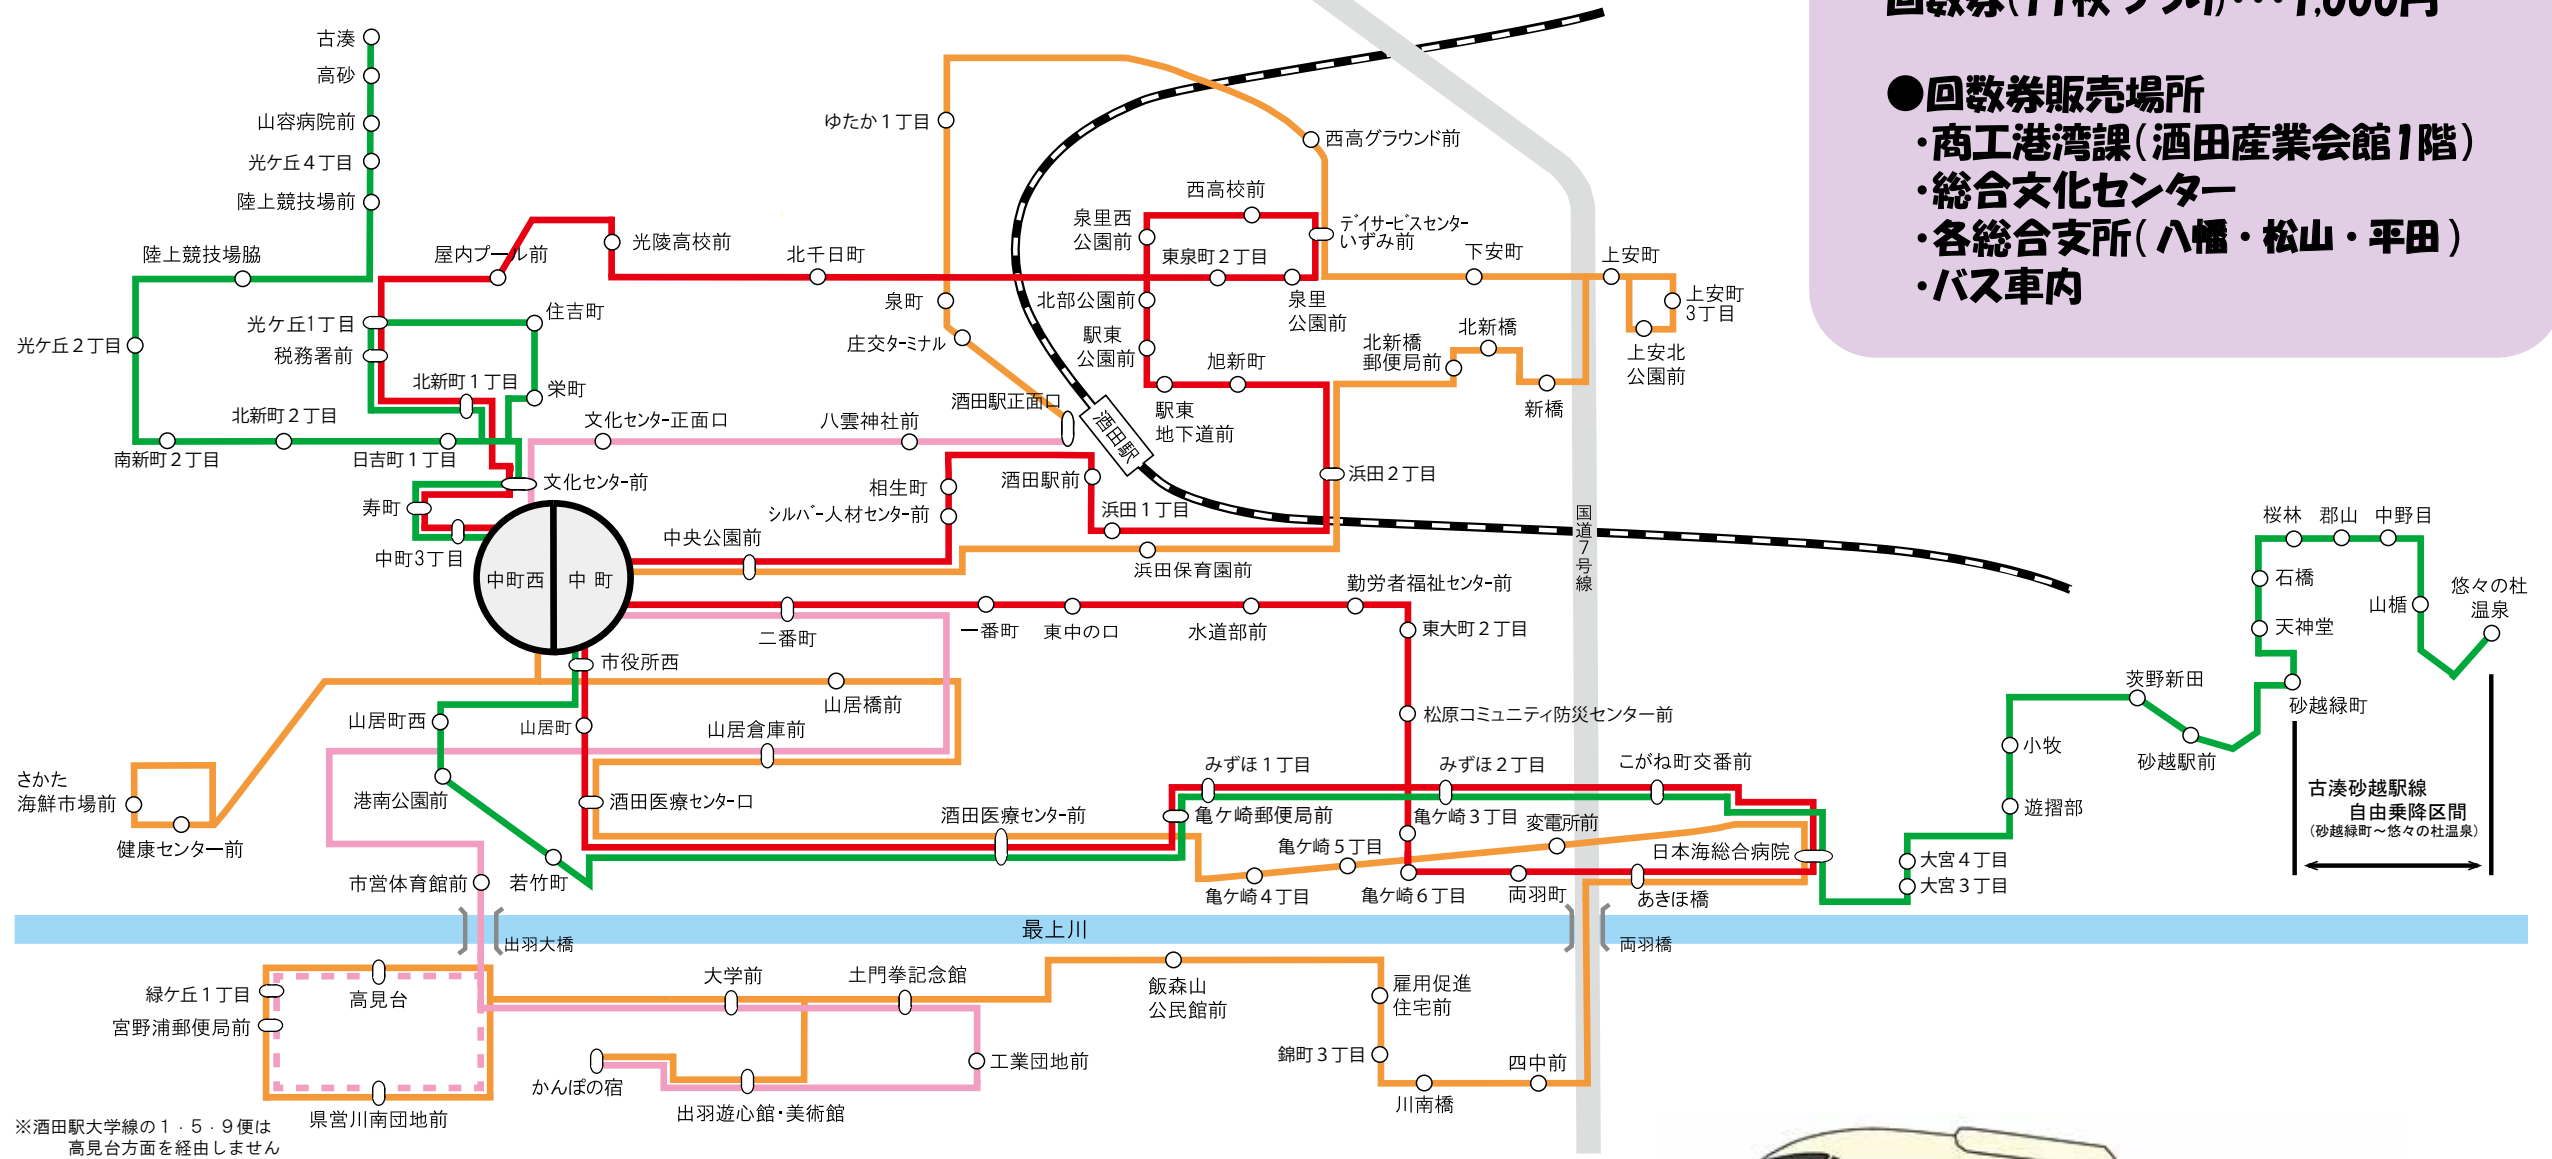 回数券(11枚つづり)･･･1,000円
●回数券販売場所
・商工港湾課(酒田産業会館1階)
・総合文化センター
・各総合支所(八幡・松山・平田)
・バス車内
古湊
高砂
山容病院前
光ケ丘４丁目
陸上競技場前
陸上競技場脇
屋内プール前
光陵高校前
北千日町
ゆたか１丁目
泉町
庄交ターミナル
西高グラウンド前
西高校前
泉里西
公園前
東泉町２丁目
デイサービスセンター
いずみ前
下安町
上安町
上安町
3丁目
上安北
公園前
北部公園前
泉里
公園前
駅東
公園前
旭新町
北新橋
北新橋
郵便局前
新橋
駅東
地下道前
光ケ丘1丁目
税務署前
住吉町
栄町
光ケ丘２丁目
北新町１丁目
北新町２丁目
南新町２丁目
日吉町１丁目
文化センター正面口
八雲神社前
酒田駅正面口
酒田駅
文化センター前
寿町
中町3丁目
中町西
中町
相生町
シルバー人材センター前
酒田駅前
浜田１丁目
浜田２丁目
中央公園前
浜田保育園前
国道７号線
二番町
一番町
東中の口
水道部前
勤労者福祉センター前
東大町２丁目
松原コミュニティ防災センター前
市役所西
山居橋前
山居町西
山居町
山居倉庫前
港南公園前
さかた
海鮮市場前
健康センター前
酒田医療センター口
酒田医療センター前
若竹町
市営体育館前
みずほ１丁目
みずほ２丁目
こがね町交番前
亀ケ崎郵便局前
亀ケ崎３丁目
変電所前
亀ケ崎５丁目
亀ケ崎４丁目
亀ケ崎６丁目
両羽町
あきほ橋
日本海総合病院
大宮４丁目
大宮３丁目
遊摺部
小牧
茨野新田
砂越駅前
砂越緑町
天神堂
石橋
桜林
郡山
中野目
山楯
悠々の杜
温泉
古湊砂越駅線
自由乗降区間
(砂越緑町～悠々の杜温泉)
最上川
出羽大橋
両羽橋
緑ケ丘１丁目
宮野浦郵便局前
高見台
県営川南団地前
大学前
土門拳記念館
かんぽの宿
出羽遊心館・美術館
工業団地前
飯森山
公民館前
雇用促進
住宅前
錦町３丁目
川南橋
四中前
※酒田駅大学線の１・５・９便は
高見台方面を経由しません